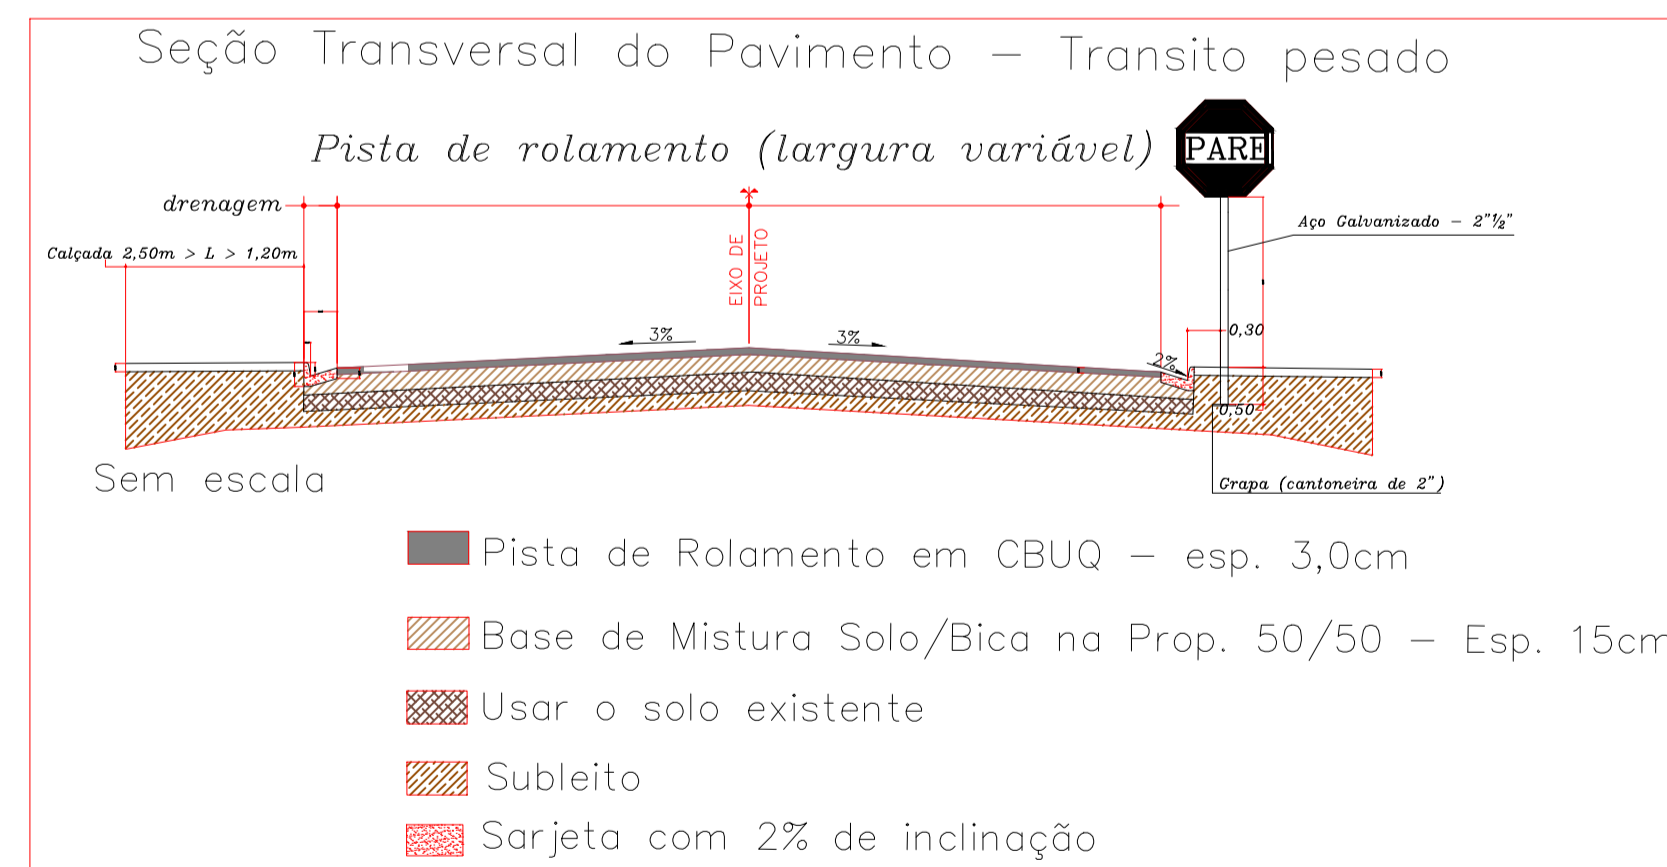 Seção Transversal do Pavimento – Transito pesado
Pista de rolamento (largura variável)
PARE
drenagem
Aço Galvanizado – 2"½"
Calçada 2,50m > L > 1,20m
EIXO DE
PROJETO
3%
3%
0,30
2%
0,50
Sem escala
Grapa (cantoneira de 2")
Pista de Rolamento em CBUQ – esp. 3,0cm
Base de Mistura Solo/Bica na Prop. 50/50 – Esp. 15cm
Usar o solo existente
Subleito
Sarjeta com 2% de inclinação